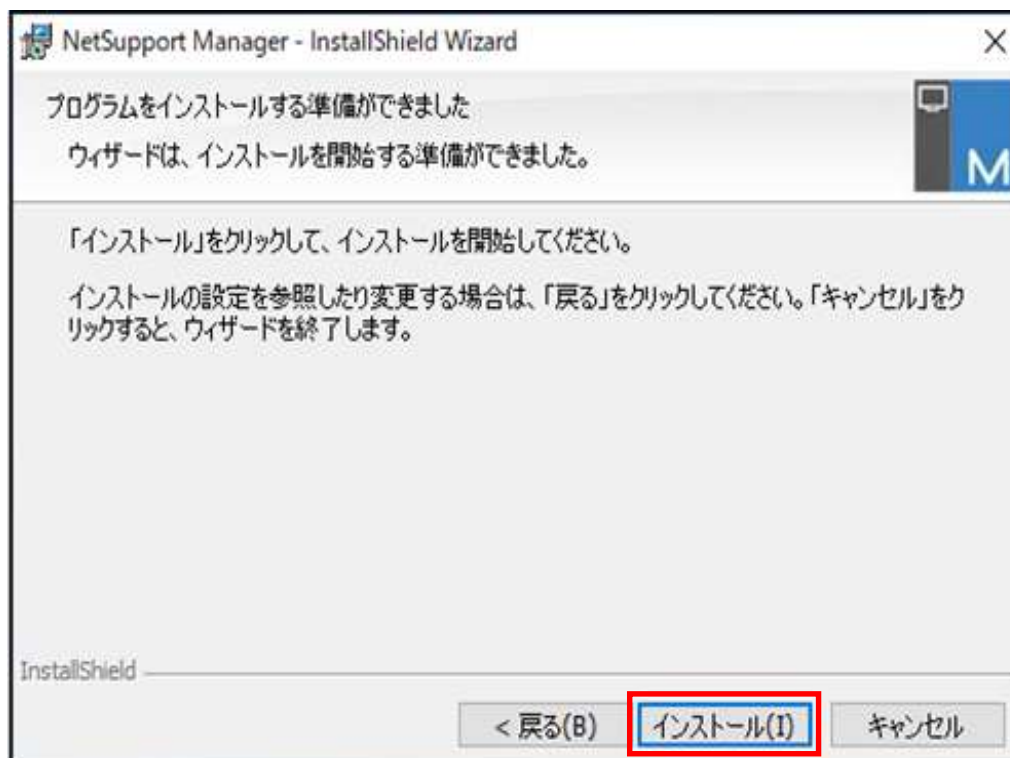 NetSupport Manager - InstallShield Wizard
プログラムをインストールする準備ができました
ウィザードは、インストールを開始する準備ができました。
M
「インストール」をクリックして、インストールを開始してください。
インストールの設定を参照したり変更する場合は、「戻る」をクリックしてください。「キャンセル」をク
リックすると、ウィザードを終了します。
InstallShield
< 戻る(B)
インストール(I)
キャンセル